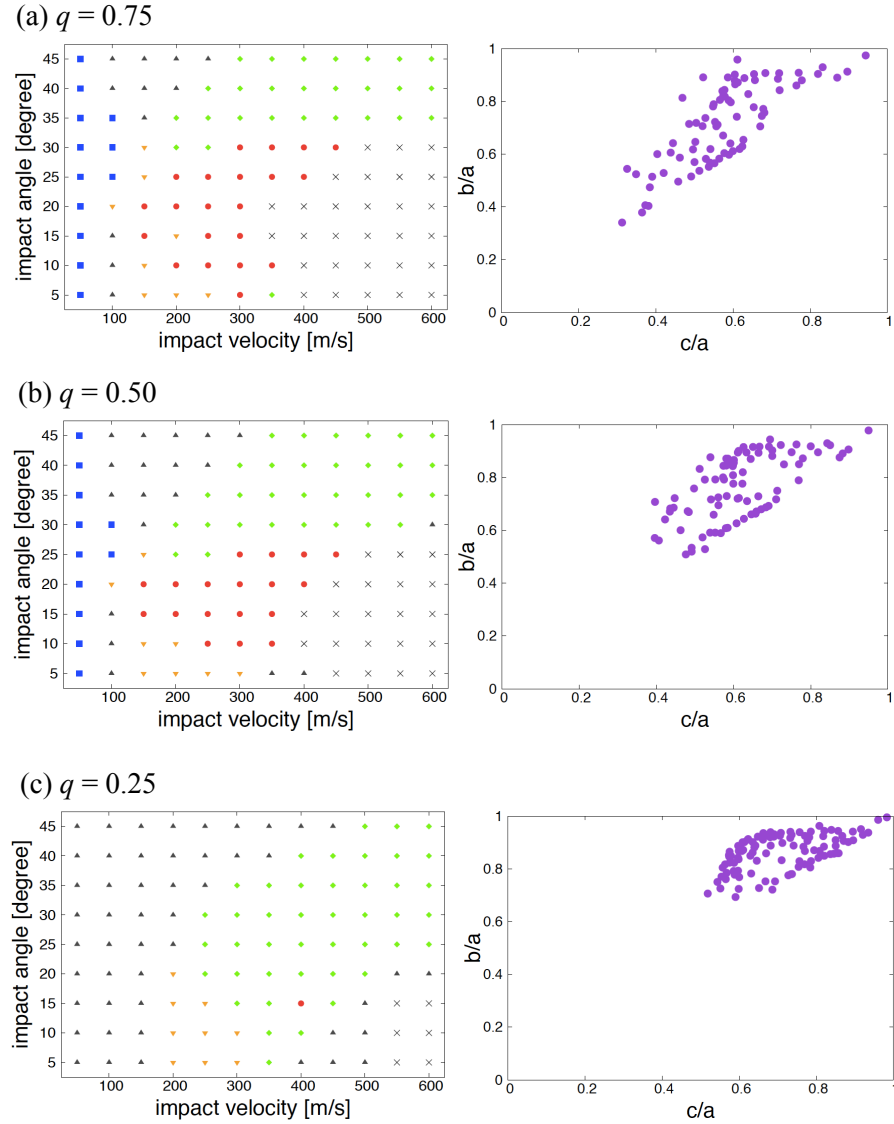 (a) q = 0.75
impact angle [degree]
45
40
35
30
25
20
15
10
5
100 200 300 400 500 600
impact velocity [m/s]
b/a
1
0.8
0.6
0.4
0.2
0
0 0.2 0.4 0.6 0.8 1
c/a
(b) q = 0.50
impact angle [degree]
45
40
35
30
25
20
15
10
5
100 200 300 400 500 600
impact velocity [m/s]
b/a
1
0.8
0.6
0.4
0.2
0
0 0.2 0.4 0.6 0.8 1
c/a
(c) q = 0.25
impact angle [degree]
45
40
35
30
25
20
15
10
5
100 200 300 400 500 600
impact velocity [m/s]
b/a
1
0.8
0.6
0.4
0.2
0
0 0.2 0.4 0.6 0.8 1
c/a